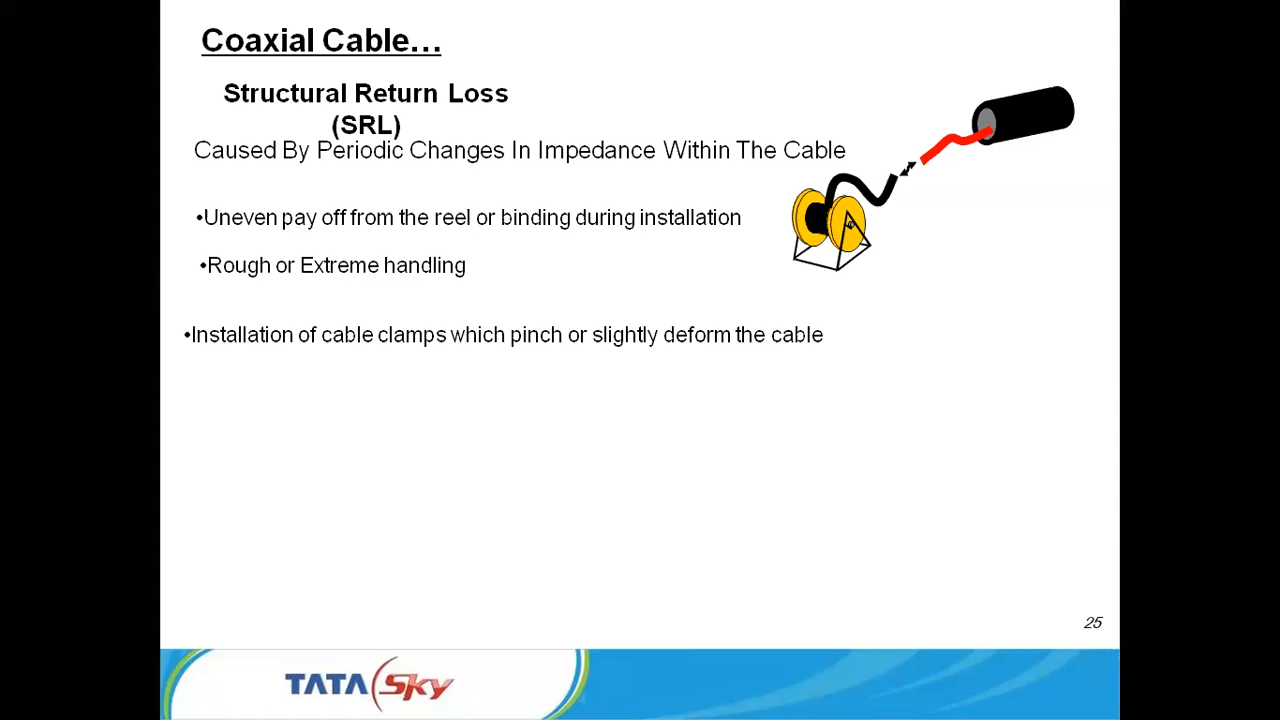 Coaxial Cable…
Structural Return Loss
(SRL)
Caused By Periodic Changes In Impedance Within The Cable
•Uneven pay off from the reel or binding during installation
•Rough or Extreme handling
•Installation of cable clamps which pinch or slightly deform the cable
25
TATA Sky